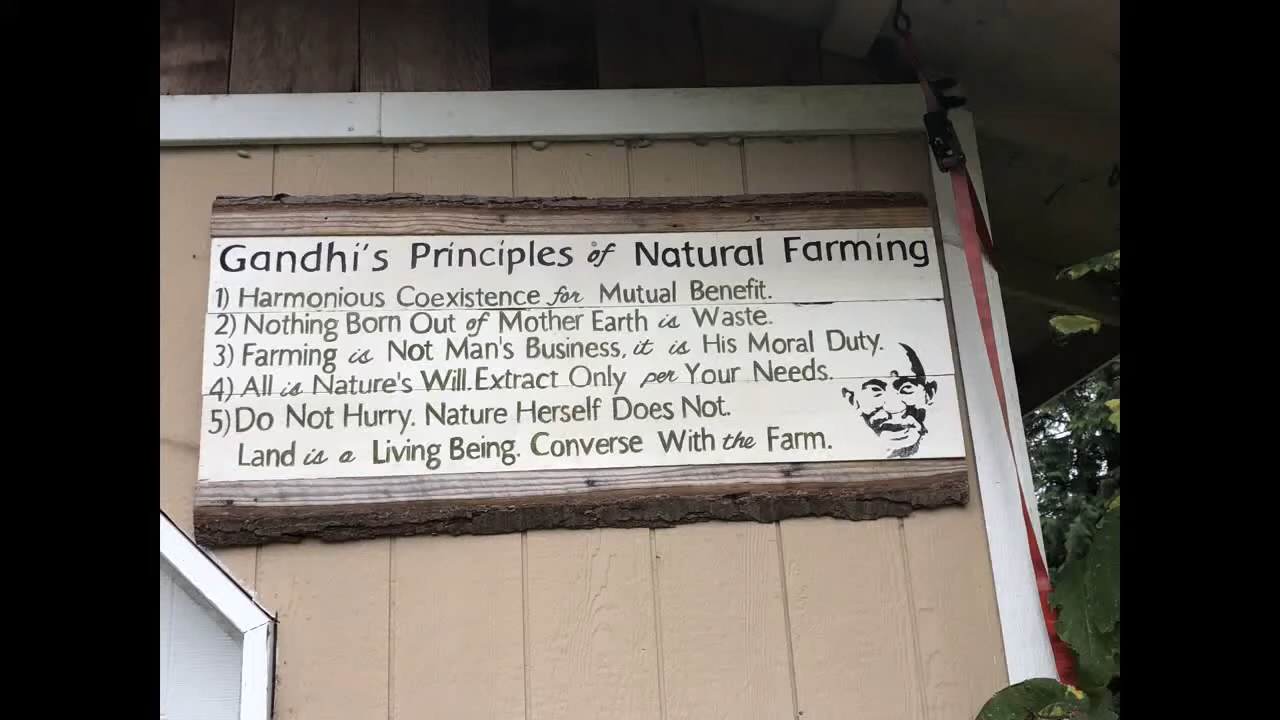 Gandhi's Principles of Natural Farming
1) Harmonious Coexistence for Mutual Benefit.
2) Nothing Born Out of Mother Earth is Waste.
3) Farming is Not Man's Business, it is His Moral Duty.
4) All is Nature's Will. Extract Only per Your Needs.
5) Do Not Hurry. Nature Herself Does Not.
Land is a Living Being. Converse With the Farm.